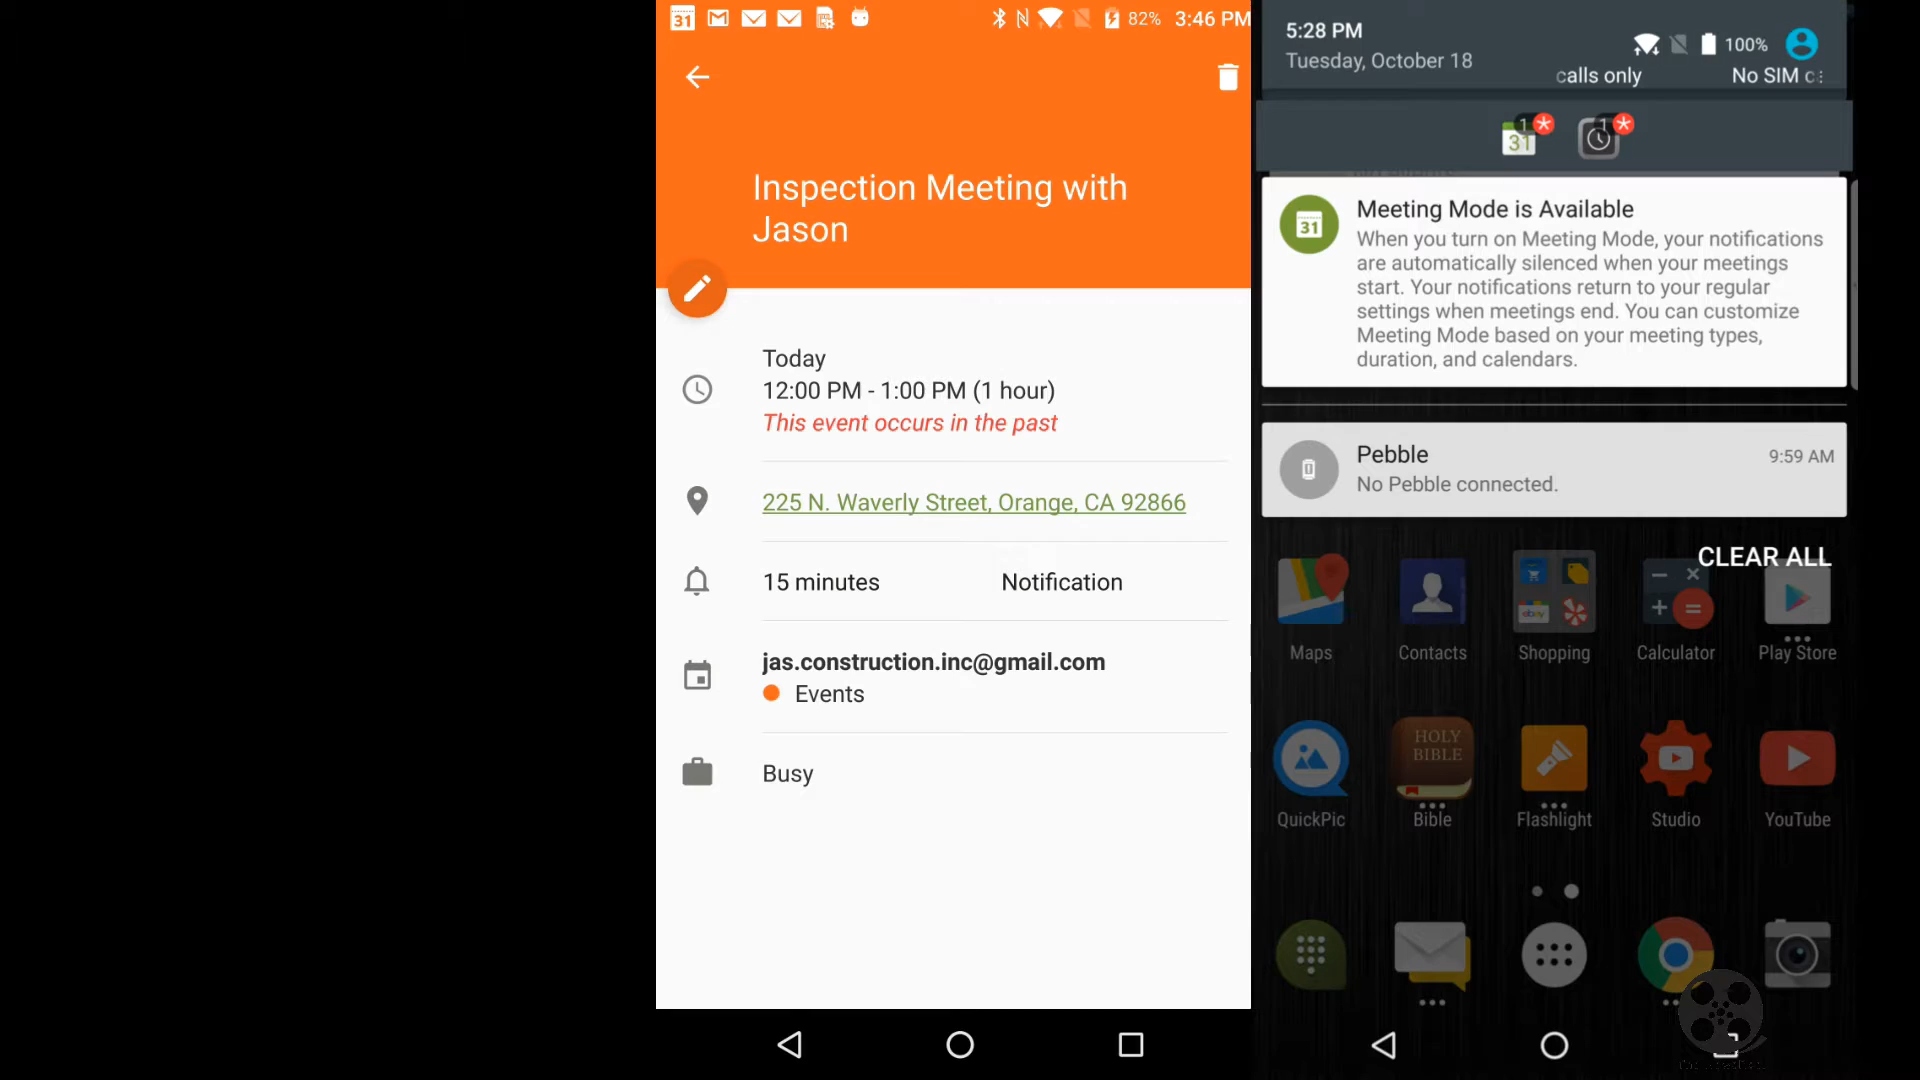 31 82% 3:46 PM
Inspection Meeting with
Jason
Today
12:00 PM - 1:00 PM (1 hour)
This event occurs in the past
225 N. Waverly Street, Orange, CA 92866
15 minutes Notification
jas.construction.inc@gmail.com
Events
Busy
5:28 PM
Tuesday, October 18
100%
calls only No SIM c
31 1 1
31
Meeting Mode is Available
When you turn on Meeting Mode, your notifications
are automatically silenced when your meetings
start. Your notifications return to your regular
settings when meetings end. You can customize
Meeting Mode based on your meeting types,
duration, and calendars.
Pebble 9:59 AM
No Pebble connected.
CLEAR ALL
ebay
Maps Contacts Shopping Calculator Play Store
HOLY
BIBLE
QuickPic Bible Flashlight Studio YouTube